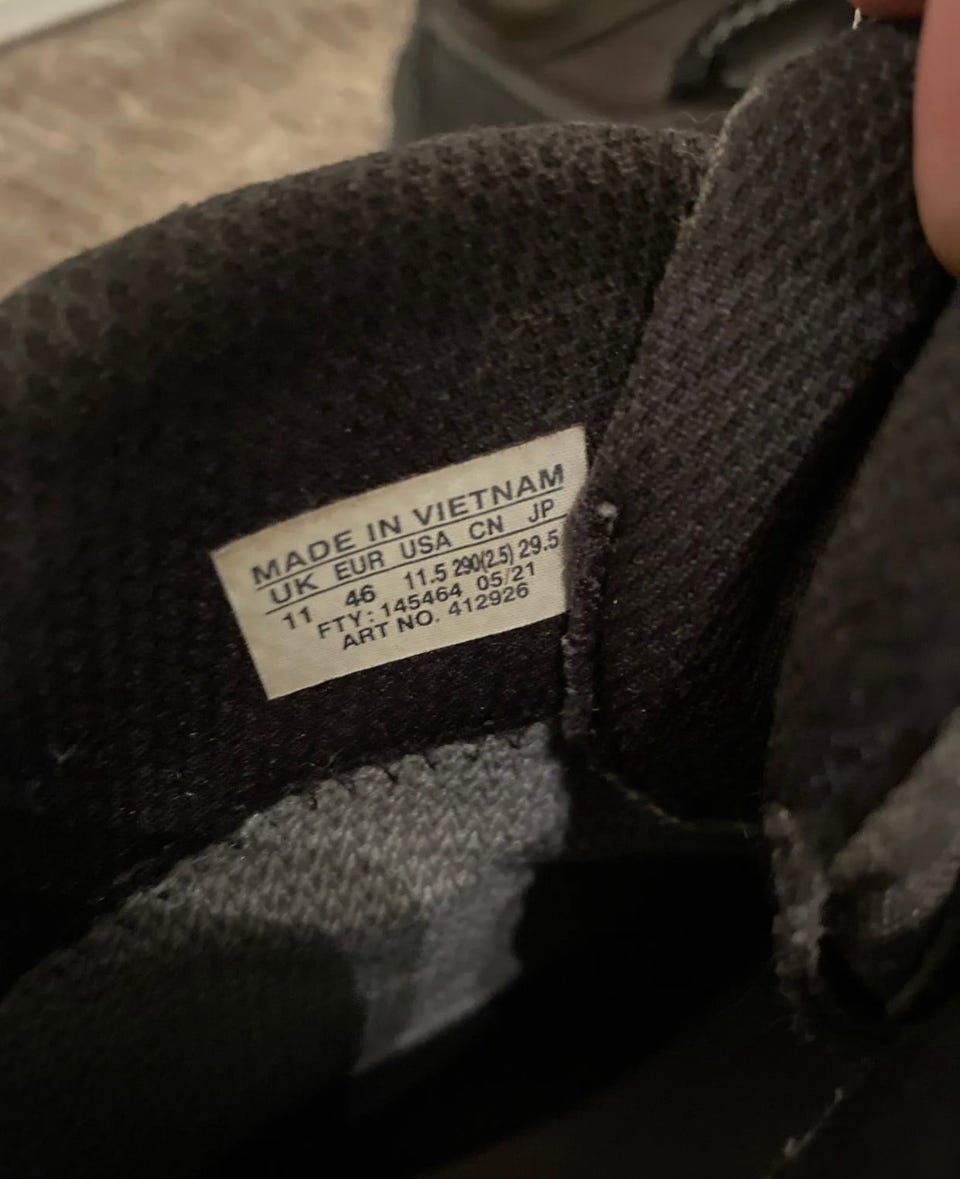 MADE IN VIETNAM
UK EUR USA CN JP
11 46 11.5 290(2.5) 29.5
FTY: 145464 05/21
ART NO. 412926